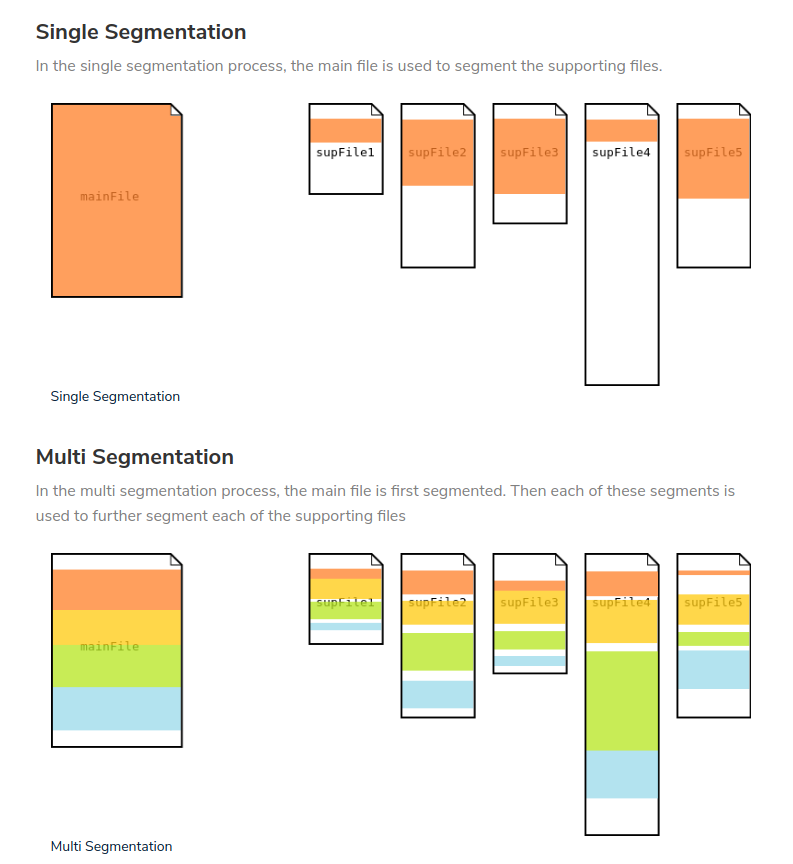 Single Segmentation
In the single segmentation process, the main file is used to segment the supporting files.
mainFile
supFile1 supFile2 supFile3 supFile4 supFile5
Single Segmentation
Multi Segmentation
In the multi segmentation process, the main file is first segmented. Then each of these segments is
used to further segment each of the supporting files
supFile1 supFile2 supFile3 supFile4 supFile5
mainFile
Multi Segmentation